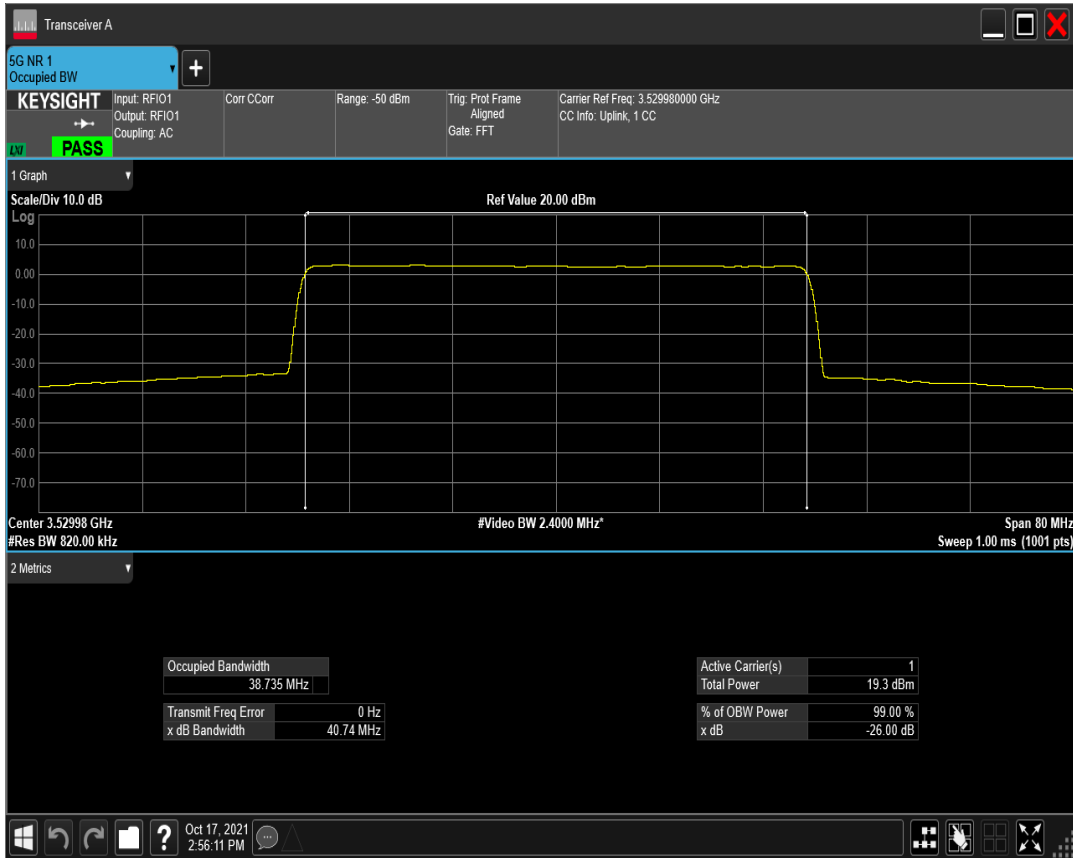 Transceiver A
5G NR 1
Occupied BW
+
KEYSIGHT
LXI
PASS
Input: RFIO1
Output: RFIO1
Coupling: AC
Corr CCorr
Range: -50 dBm
Trig: Prot Frame
Aligned
Gate: FFT
Carrier Ref Freq: 3.529980000 GHz
CC Info: Uplink, 1 CC
1 Graph
Scale/Div 10.0 dB
Ref Value 20.00 dBm
Log
10.0
0.00
-10.0
-20.0
-30.0
-40.0
-50.0
-60.0
-70.0
Center 3.52998 GHz
#Video BW 2.4000 MHz*
Span 80 MHz
#Res BW 820.00 kHz
Sweep 1.00 ms (1001 pts)
2 Metrics
Occupied Bandwidth
38.735 MHz
Transmit Freq Error 0 Hz
x dB Bandwidth 40.74 MHz
Active Carrier(s) 1
Total Power 19.3 dBm
% of OBW Power 99.00 %
x dB -26.00 dB
?
Oct 17, 2021
2:56:11 PM